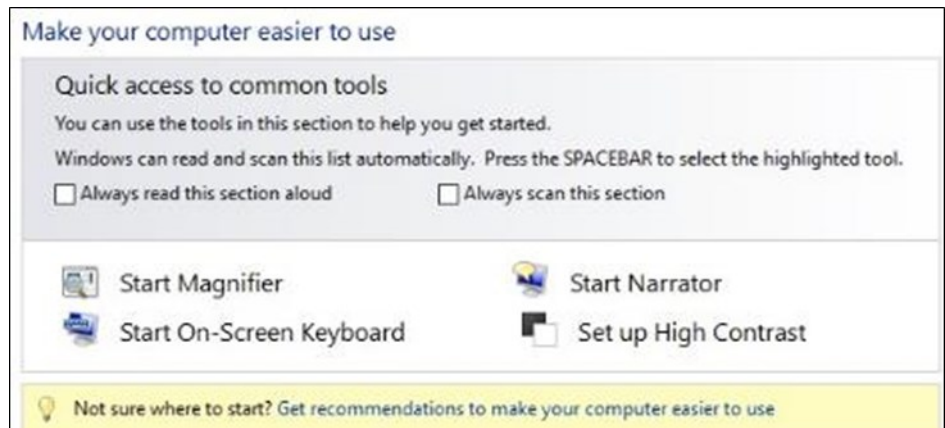 Make your computer easier to use
Quick access to common tools
You can use the tools in this section to help you get started.
Windows can read and scan this list automatically. Press the SPACEBAR to select the highlighted tool.
Always read this section aloud Always scan this section
Start Magnifier Start Narrator
Start On-Screen Keyboard Set up High Contrast
Not sure where to start? Get recommendations to make your computer easier to use